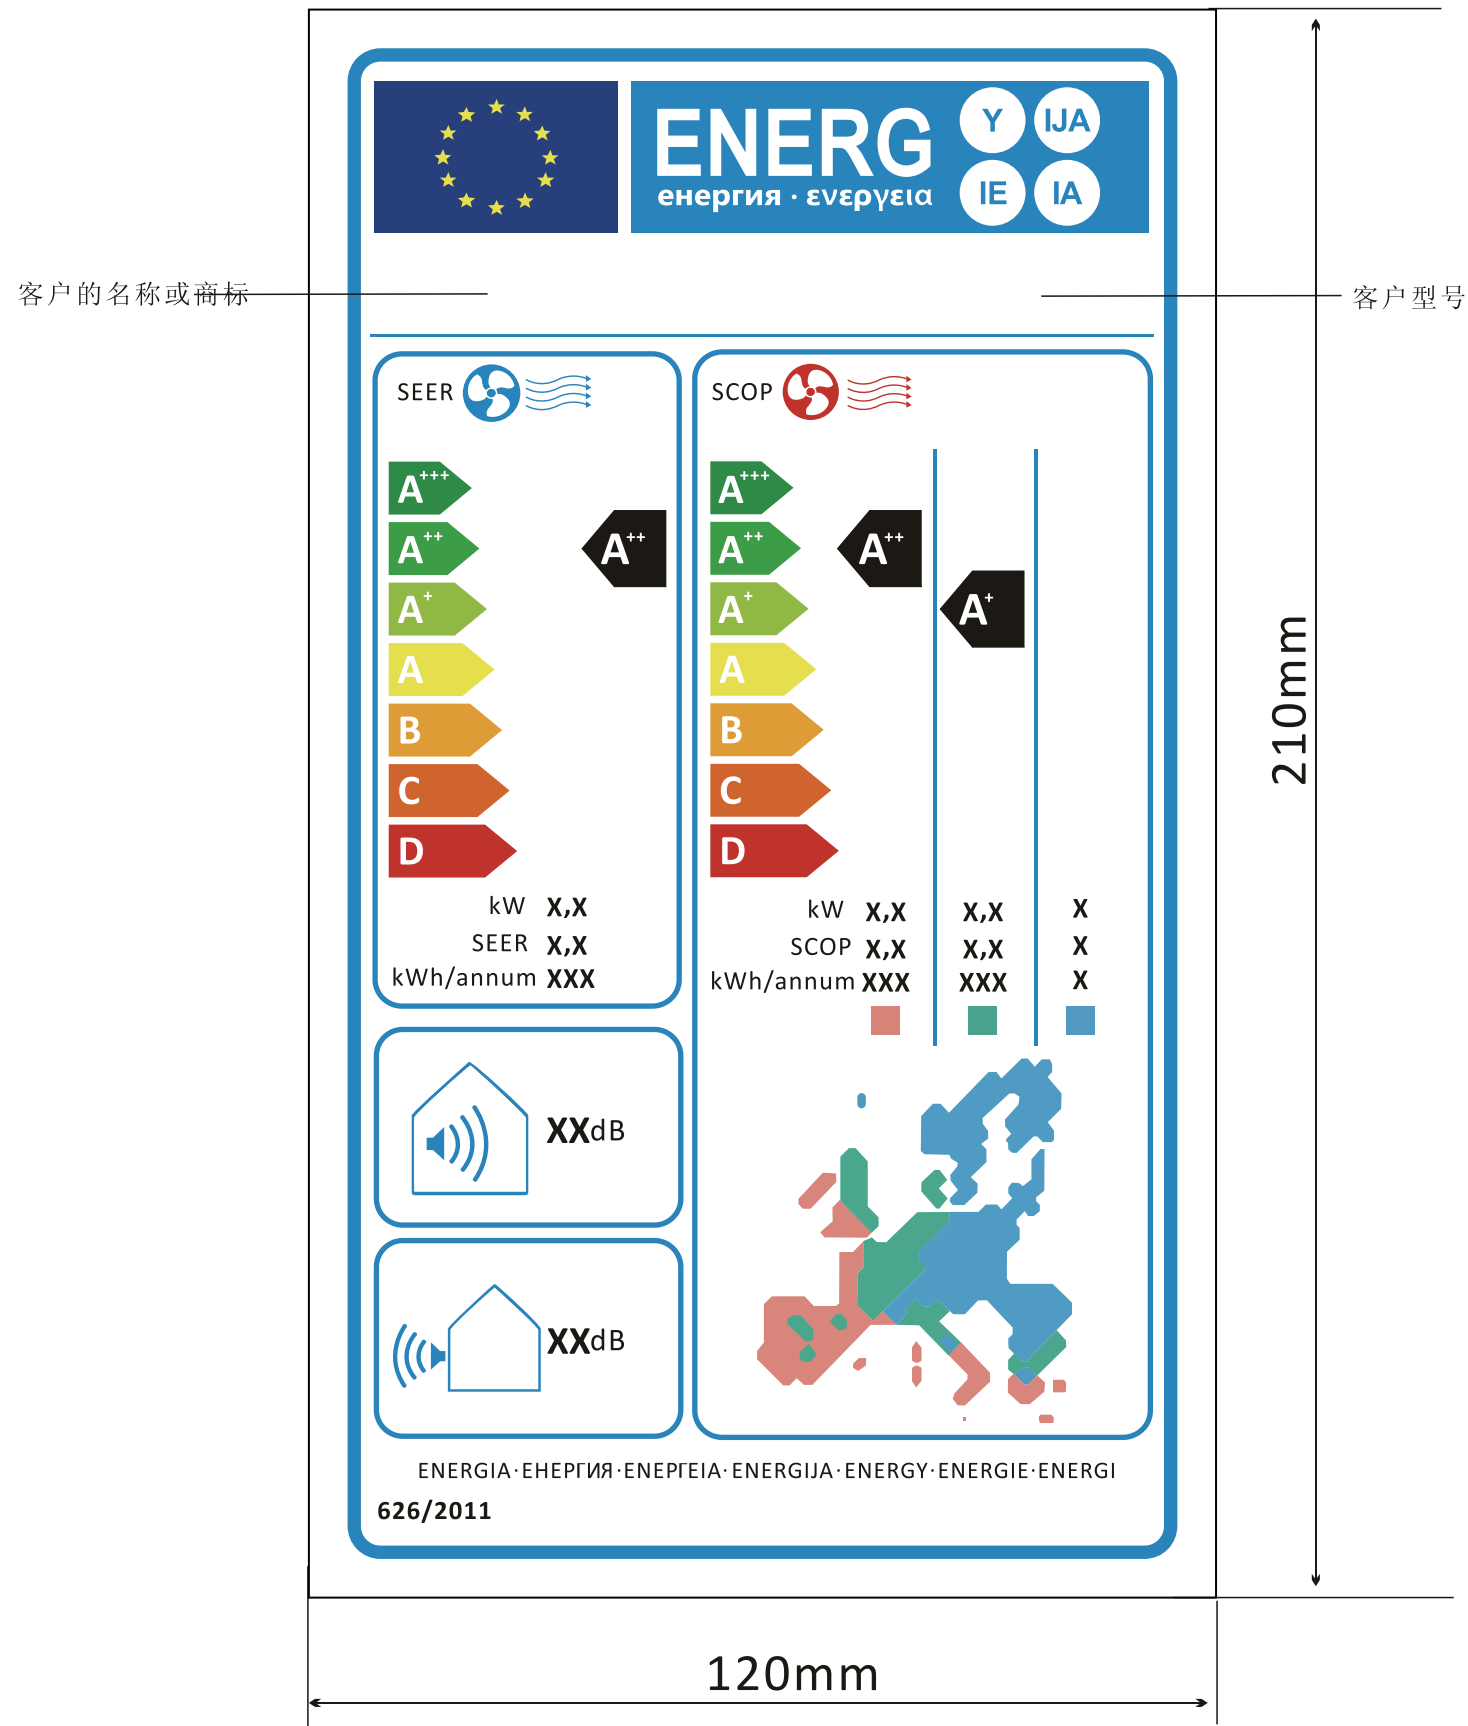 ENERG
енергия · ενεργεια
Y IJA
IE IA
客户的名称或商标
客户型号
SEER
A+++
A++
A+
A
B
C
D
A++
kW X,X
SEER X,X
kWh/annum XXX
SCOP
A+++
A++
A+
A
B
C
D
A++
A+
kW X,X X,X X
SCOP X,X X,X X
kWh/annum XXX XXX X
XXdB
XXdB
ENERGIA·ЕНЕРГИЯ·ΕΝΕΡΓΕΙΑ·ENERGIJA·ENERGY·ENERGIE·ENERGI
626/2011
210mm
120mm